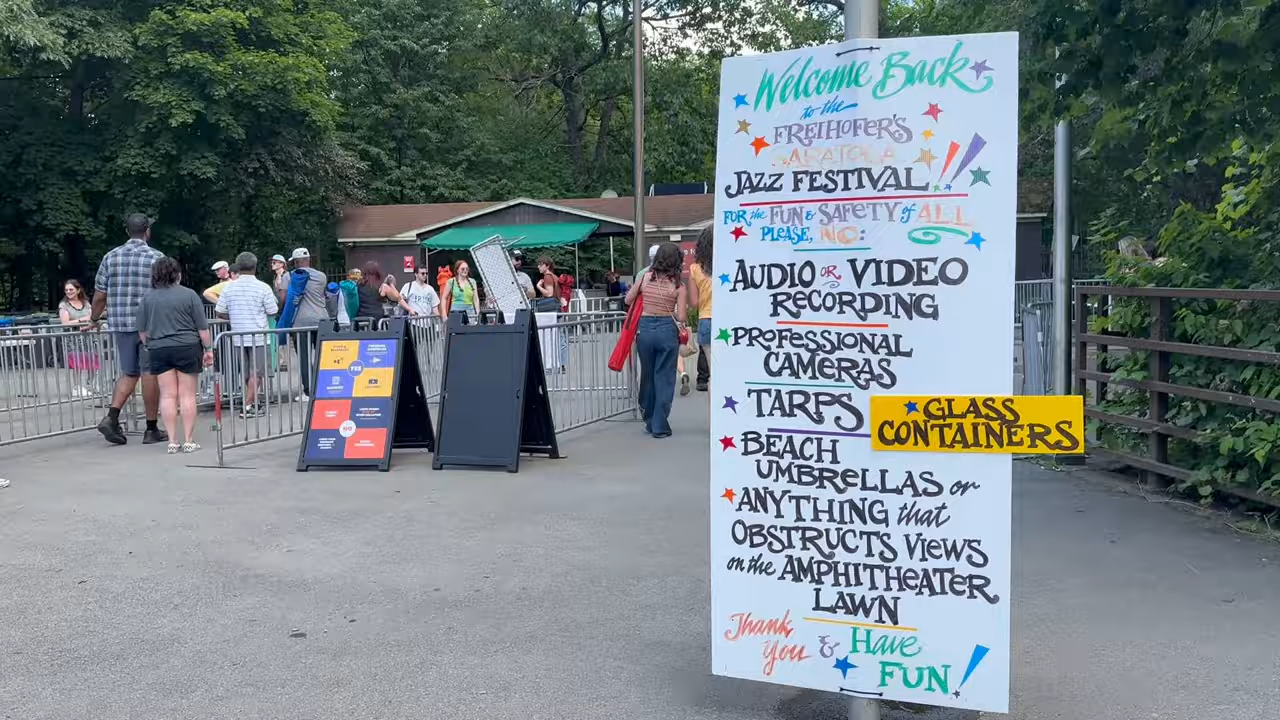 Welcome Back
to the
FREIHOFER'S
SARATOGA
JAZZ FESTIVAL
FOR the FUN & SAFETY of ALL
PLEASE, NO:
AUDIO OR VIDEO
RECORDING
PROFESSIONAL
CAMERAS
TARPS
GLASS
CONTAINERS
BEACH
UMBRELLAS or
ANYTHING that
OBSTRUCTS VIEWS
on the AMPHITHEATER
LAWN
Thank
You & Have
FUN
YES
NO